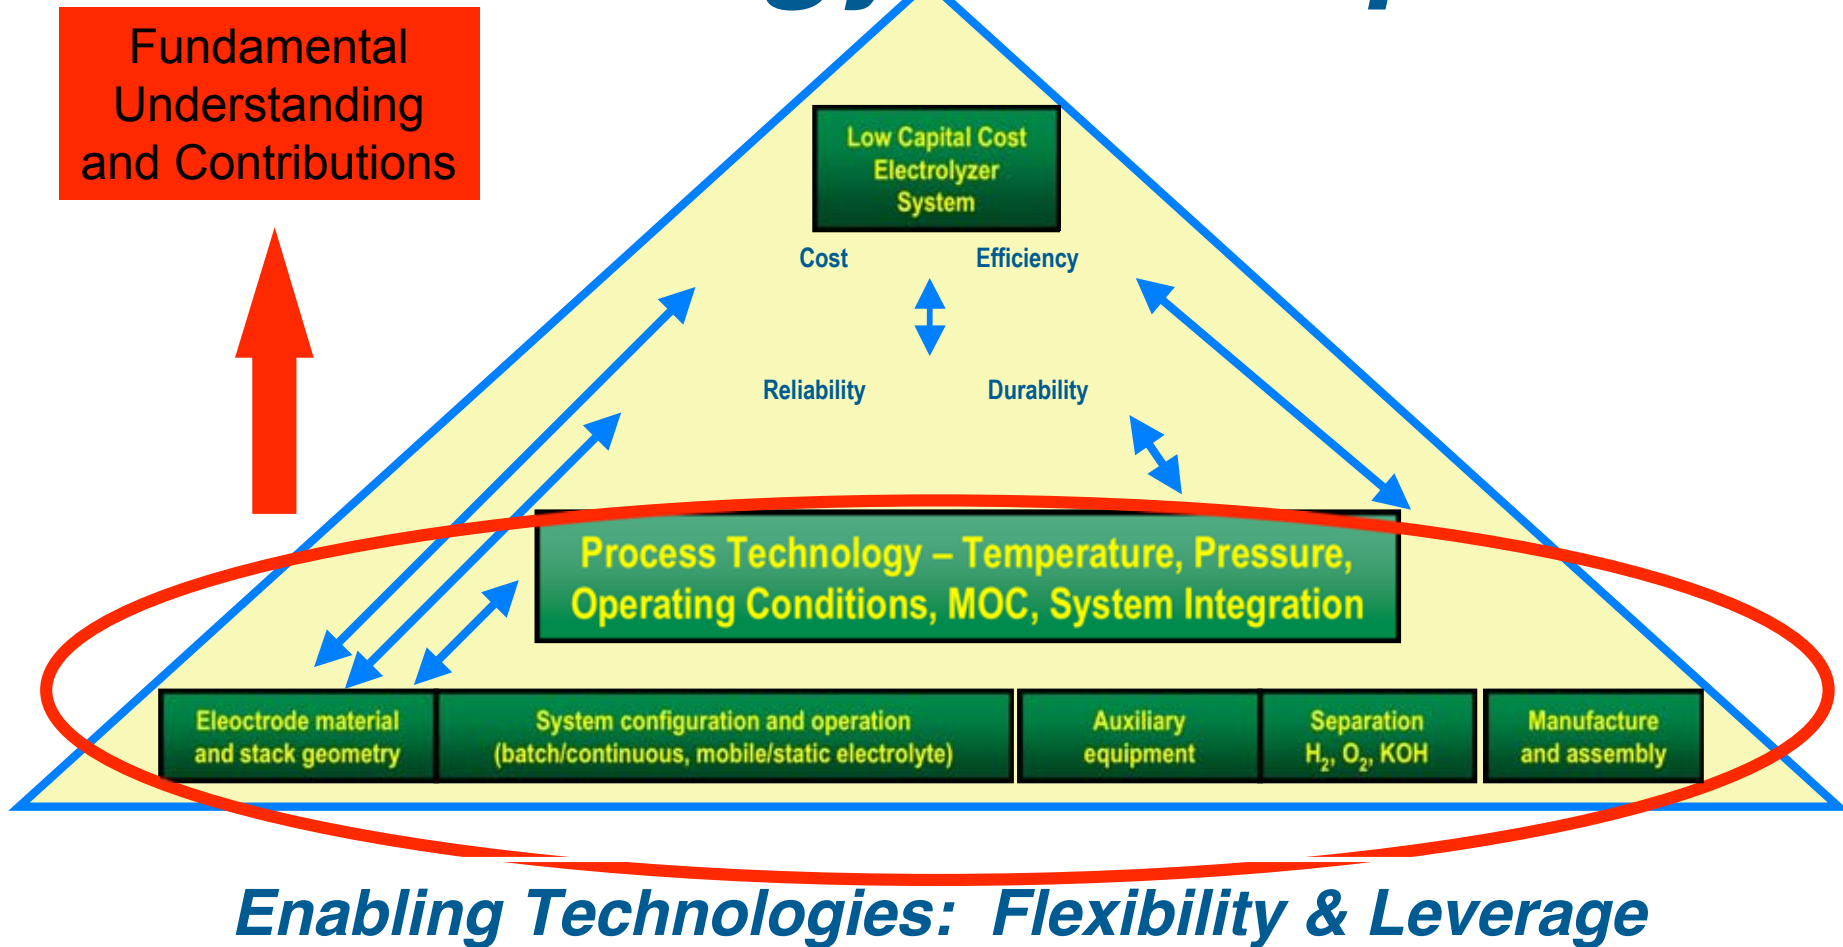 Fundamental
Understanding
and Contributions
Low Capital Cost
Electrolyzer
System
Cost Efficiency
Reliability Durability
Process Technology – Temperature, Pressure,
Operating Conditions, MOC, System Integration
Eleoctrode material
and stack geometry
System configuration and operation
(batch/continuous, mobile/static electrolyte)
Auxiliary
equipment
Separation
H₂, O₂, KOH
Manufacture
and assembly
Enabling Technologies: Flexibility & Leverage